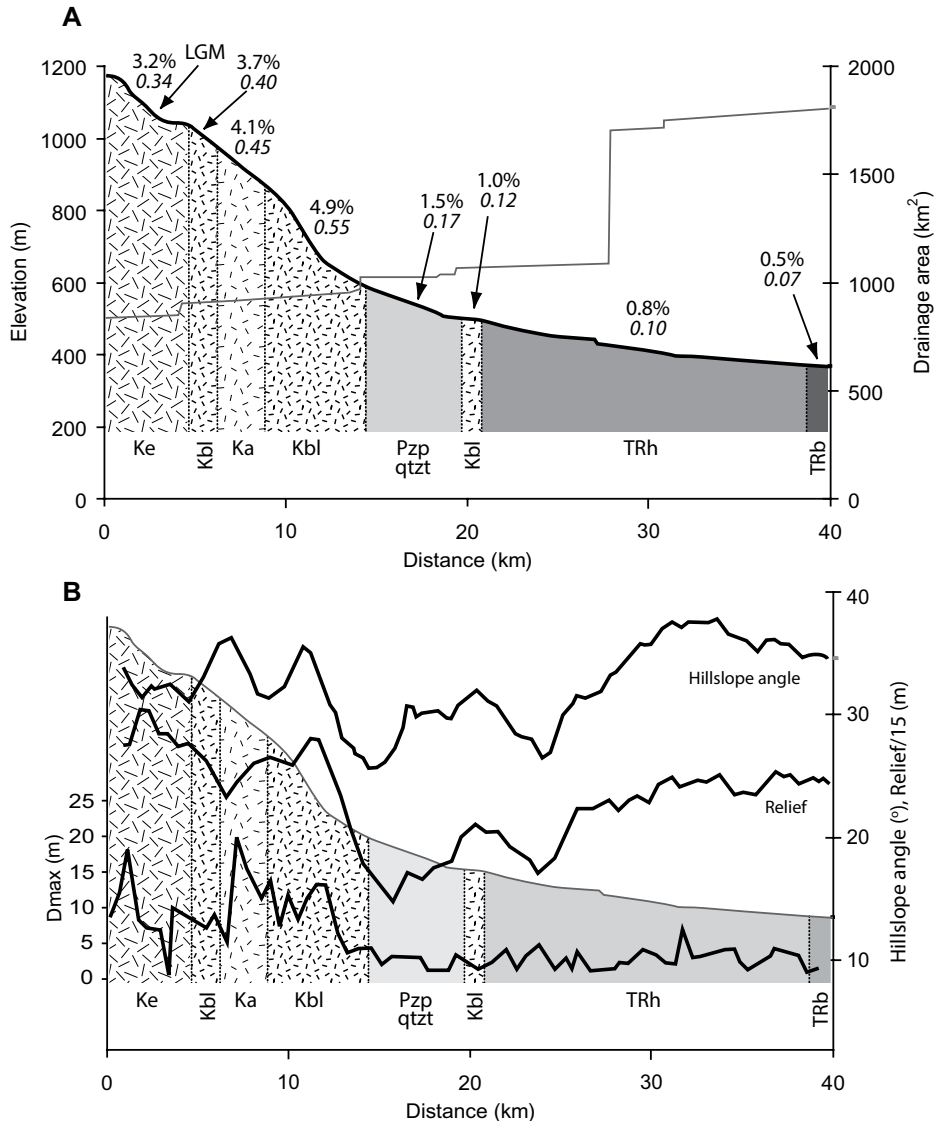 A
LGM
3.2%
0.34
3.7%
0.40
4.1%
0.45
4.9%
0.55
1.5%
0.17
1.0%
0.12
0.8%
0.10
0.5%
0.07
1200
1000
800
600
400
200
0
Elevation (m)
2000
1500
1000
500
0
Drainage area (km²)
Ke
Kbl
Ka
Kbl
Pzp
qtzt
Kbl
TRh
TRb
0
10
20
30
40
Distance (km)
B
40
30
20
10
Hillslope angle (º), Relief/15 (m)
Hillslope angle
Relief
25
20
15
10
5
0
Dmax (m)
Ke
Kbl
Ka
Kbl
Pzp
qtzt
Kbl
TRh
TRb
0
10
20
30
40
Distance (km)